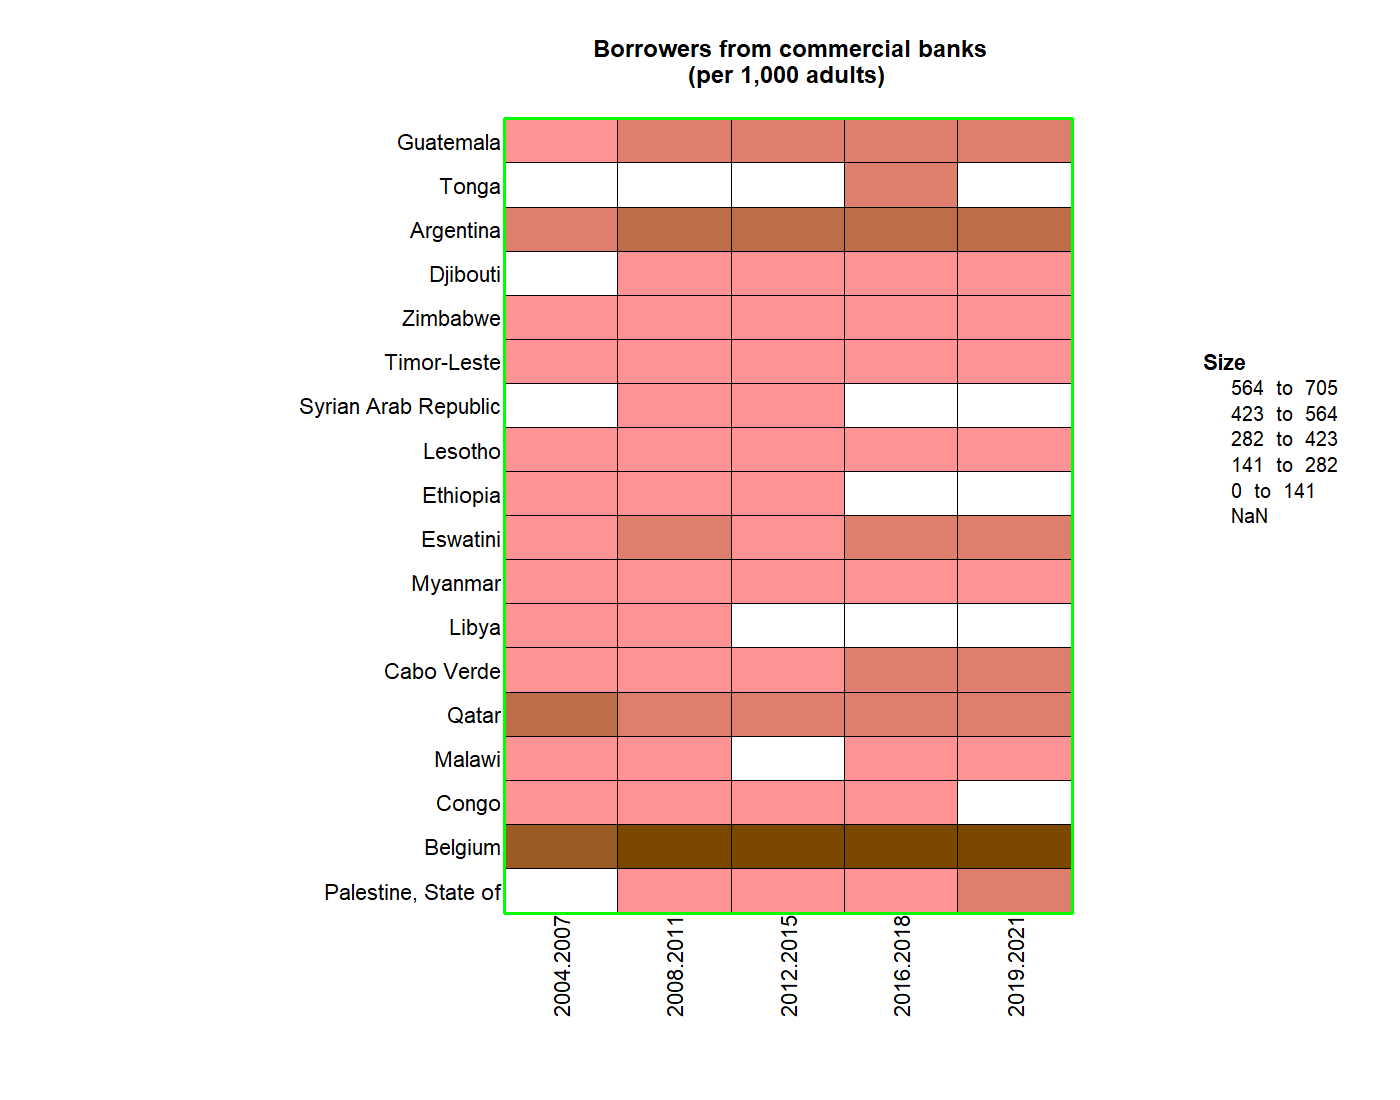 Borrowers from commercial banks
(per 1,000 adults)
Guatemala
Tonga
Argentina
Djibouti
Zimbabwe
Timor-Leste
Syrian Arab Republic
Lesotho
Ethiopia
Eswatini
Myanmar
Libya
Cabo Verde
Qatar
Malawi
Congo
Belgium
Palestine, State of
2004.2007
2008.2011
2012.2015
2016.2018
2019.2021
Size
564 to 705
423 to 564
282 to 423
141 to 282
0 to 141
NaN